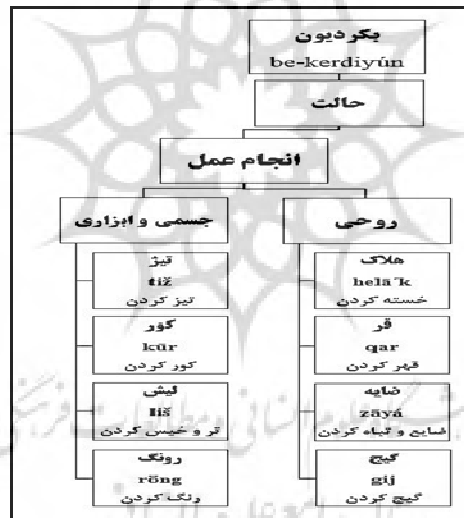 بکردیون
be-kerdiyún
حالت
انجام عمل
روحی
جسمی و ابزاری
هلاک
helā´k
خسته کردن
قر
qar
قهر کردن
ضایه
zāyá
ضایع و تباه کردن
گیج
gij
گیج کردن
تیژ
tiž
تیز کردن
کور
kūr
کور کردن
لیش
liš
تر و خیس کردن
رونگ
rōng
رنگ کردن